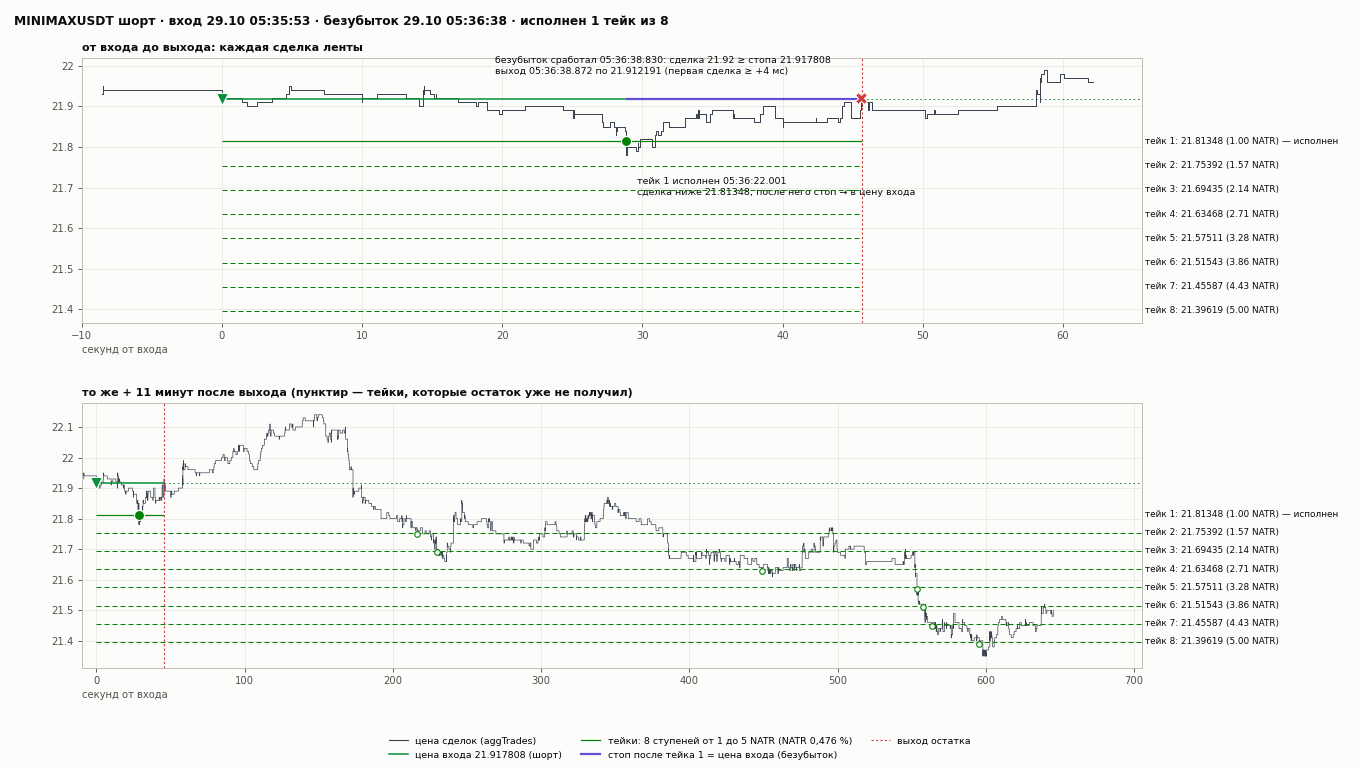 MINIMAXUSDT шорт · вход 29.10 05:35:53 · безубыток 29.10 05:36:38 · исполнен 1 тейк из 8
от входа до выхода: каждая сделка ленты
безубыток сработал 05:36:38.830: сделка 21.92 ≥ стопа 21.917808
выход 05:36:38.872 по 21.912191 (первая сделка ≥ +4 мс)
22
21.9
21.8
21.7
21.6
21.5
21.4
тейк 1 исполнен 05:36:22.001
сделка ниже 21.81348, после него стоп → в цену входа
тейк 1: 21.81348 (1.00 NATR) — исполнен
тейк 2: 21.75392 (1.57 NATR)
тейк 3: 21.69435 (2.14 NATR)
тейк 4: 21.63468 (2.71 NATR)
тейк 5: 21.57511 (3.28 NATR)
тейк 6: 21.51543 (3.86 NATR)
тейк 7: 21.45587 (4.43 NATR)
тейк 8: 21.39619 (5.00 NATR)
−10 0 10 20 30 40 50 60
секунд от входа
то же + 11 минут после выхода (пунктир — тейки, которые остаток уже не получил)
22.1
22
21.9
21.8
21.7
21.6
21.5
21.4
тейк 1: 21.81348 (1.00 NATR) — исполнен
тейк 2: 21.75392 (1.57 NATR)
тейк 3: 21.69435 (2.14 NATR)
тейк 4: 21.63468 (2.71 NATR)
тейк 5: 21.57511 (3.28 NATR)
тейк 6: 21.51543 (3.86 NATR)
тейк 7: 21.45587 (4.43 NATR)
тейк 8: 21.39619 (5.00 NATR)
0 100 200 300 400 500 600 700
секунд от входа
цена сделок (aggTrades)
цена входа 21.917808 (шорт)
тейки: 8 ступеней от 1 до 5 NATR (NATR 0,476 %)
стоп после тейка 1 = цена входа (безубыток)
выход остатка